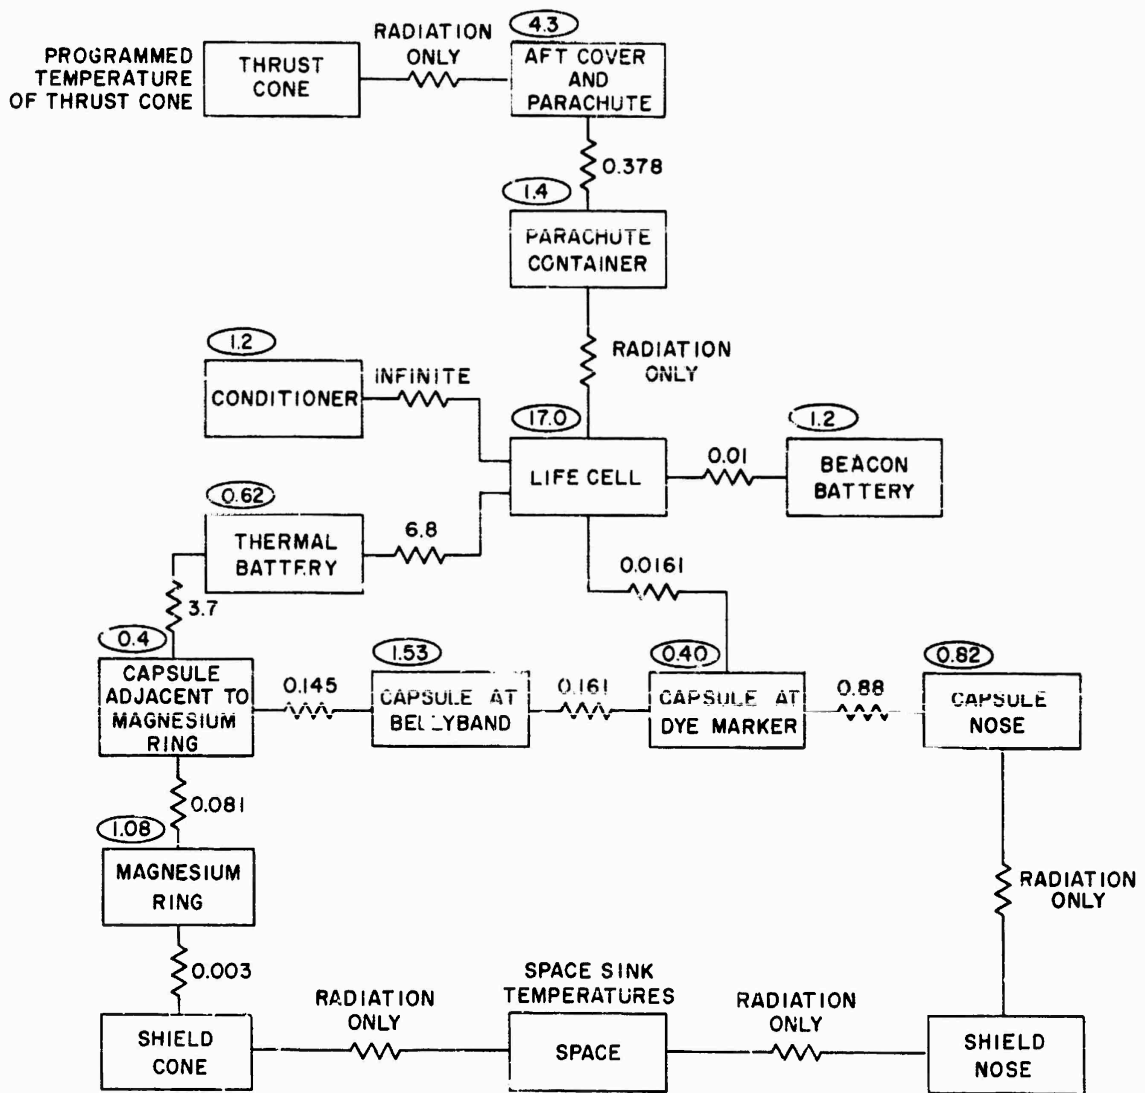 PROGRAMMED
TEMPERATURE
OF THRUST CONE
THRUST
CONE
RADIATION
ONLY
4.3
AFT COVER
AND
PARACHUTE
0.378
1.4
PARACHUTE
CONTAINER
RADIATION
ONLY
1.2
CONDITIONER
INFINITE
17.0
LIFE CELL
0.01
1.2
BEACON
BATTERY
0.62
THERMAL
BATTERY
6.8
0.0161
3.7
0.4
CAPSULE
ADJACENT TO
MAGNESIUM
RING
0.145
1.53
CAPSULE AT
BELLYBAND
0.161
0.40
CAPSULE AT
DYE MARKER
0.88
0.82
CAPSULE
NOSE
0.081
1.08
MAGNESIUM
RING
RADIATION
ONLY
0.003
SHIELD
CONE
RADIATION
ONLY
SPACE SINK
TEMPERATURES
SPACE
RADIATION
ONLY
SHIELD
NOSE